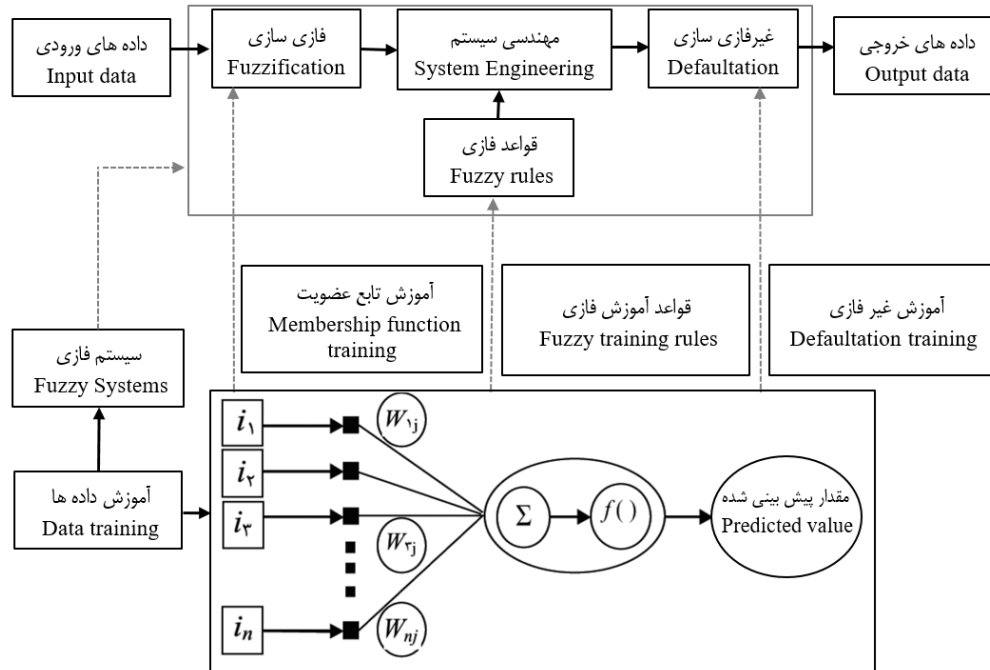 داده های ورودی
Input data
فازی سازی
Fuzzification
مهندسی سیستم
System Engineering
غیرفازی سازی
Defaultation
داده های خروجی
Output data
قواعد فازی
Fuzzy rules
آموزش تابع عضویت
Membership function
training
قواعد آموزش فازی
Fuzzy training rules
آموزش غیر فازی
Defaultation training
سیستم فازی
Fuzzy Systems
آموزش داده ها
Data training
i۱
W۱j
i۲
i۳
W۳j
in
Wnj
Σ
f()
مقدار پیش بینی شده
Predicted value